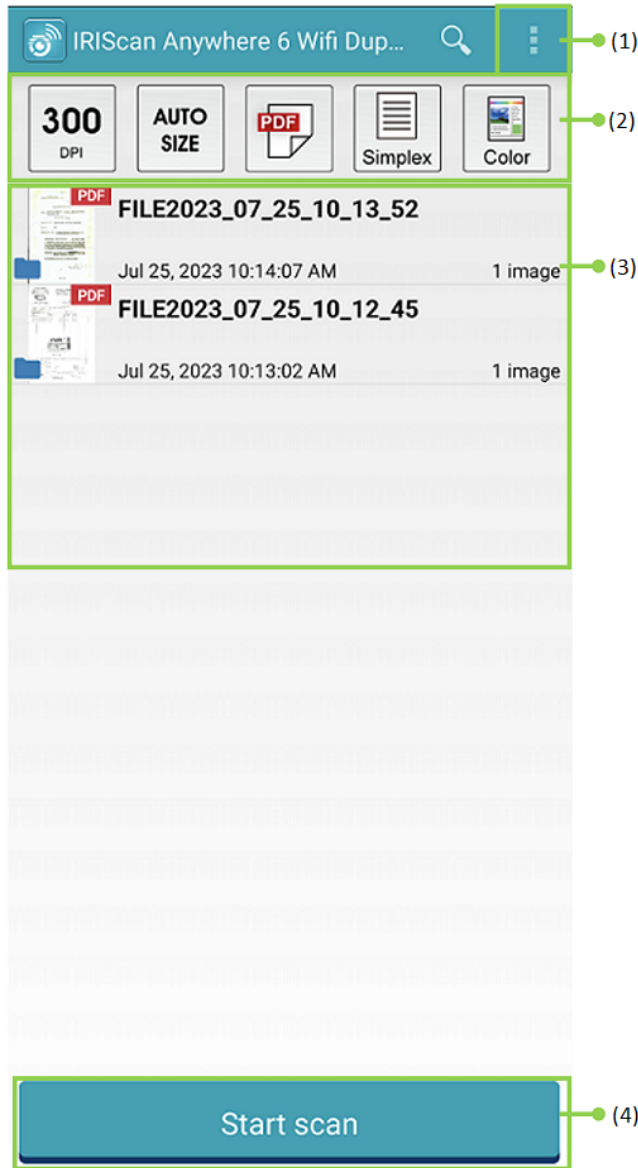 IRIScan Anywhere 6 Wifi Dup...
(1)
300
DPI
AUTO
SIZE
PDF
Simplex
Color
(2)
PDF
FILE2023_07_25_10_13_52
Jul 25, 2023 10:14:07 AM
1 image
(3)
PDF
FILE2023_07_25_10_12_45
Jul 25, 2023 10:13:02 AM
1 image
Start scan
(4)